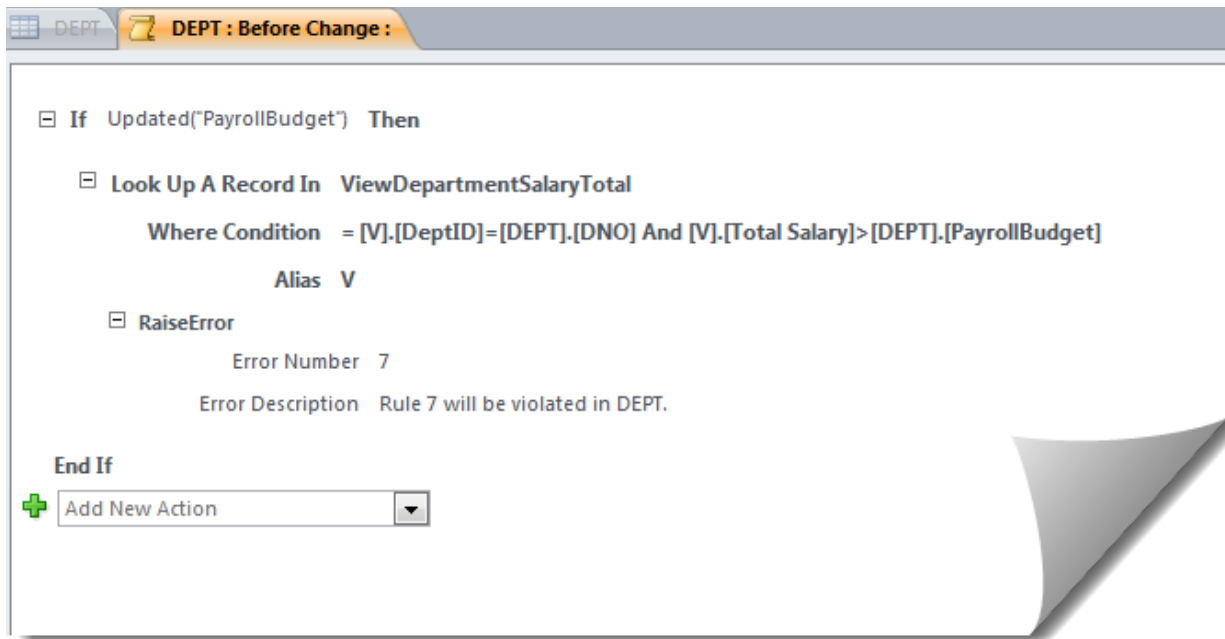 DEPT DEPT : Before Change :
If Updated("PayrollBudget") Then
Look Up A Record In ViewDepartmentSalaryTotal
Where Condition = [V].[DeptID]=[DEPT].[DNO] And [V].[Total Salary]>[DEPT].[PayrollBudget]
Alias V
RaiseError
Error Number 7
Error Description Rule 7 will be violated in DEPT.
End If
Add New Action